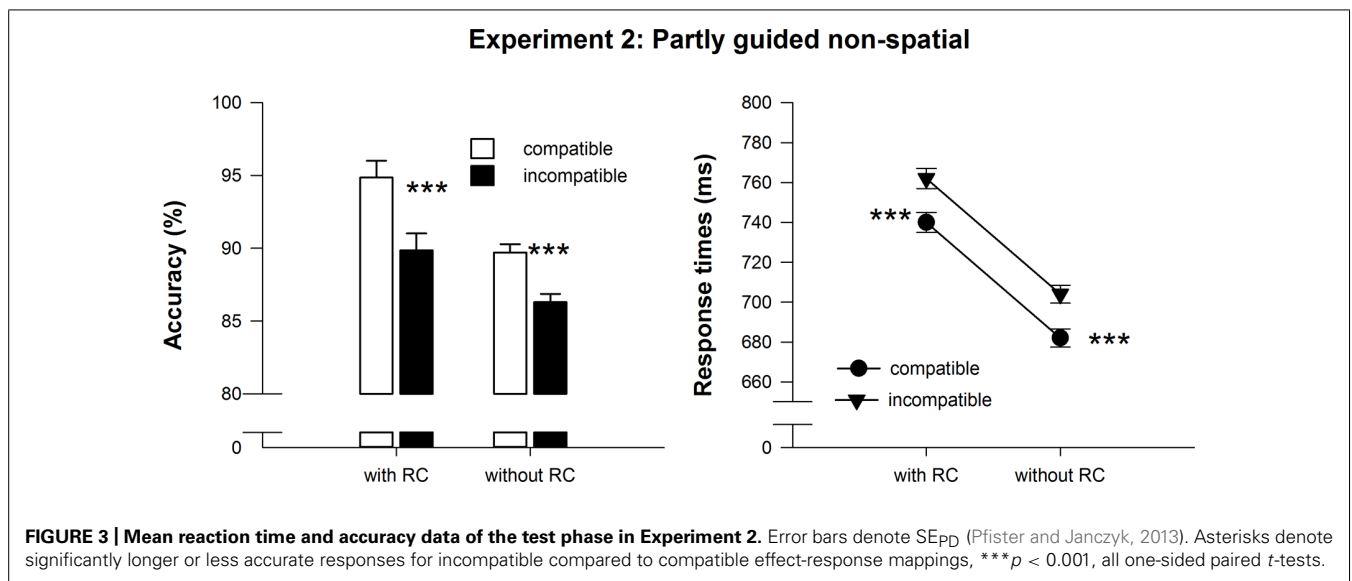 Experiment 2: Partly guided non-spatial
Accuracy (%)
100
95
90
85
80
0
compatible
incompatible
***
***
with RC
without RC
Response times (ms)
800
780
760
740
720
700
680
660
0
***
***
compatible
incompatible
with RC
without RC
FIGURE 3 | Mean reaction time and accuracy data of the test phase in Experiment 2. Error bars denote SEPD (Pfister and Janczyk, 2013). Asterisks denote
significantly longer or less accurate responses for incompatible compared to compatible effect-response mappings, ***p < 0.001, all one-sided paired t-tests.